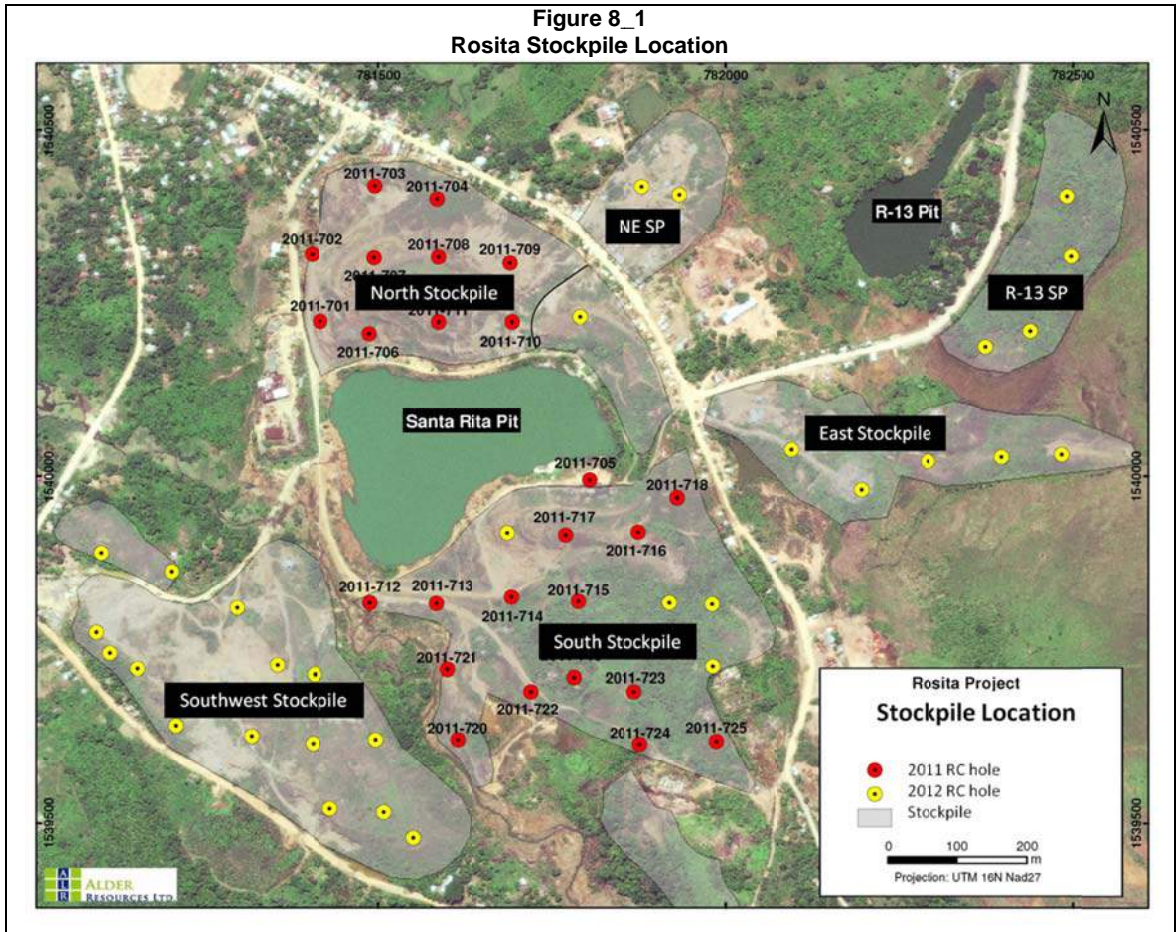 Figure 8_1
Rosita Stockpile Location
781500
782000
782500
1540500
1540500
N
2011-703
2011-704
NE SP
R-13 Pit
2011-702
2011-708
2011-709
North Stockpile
R-13 SP
2011-701
2011-706
2011-710
Santa Rita Pit
East Stockpile
1540000
1540000
2011-705
2011-718
2011-717
2011-716
2011-712
2011-713
2011-714
2011-715
South Stockpile
2011-721
2011-723
Southwest Stockpile
2011-722
2011-720
2011-724
2011-725
1539500
1539500
Rosita Project
Stockpile Location
2011 RC hole
2012 RC hole
Stockpile
0 100 200
m
Projection: UTM 16N Nad27
ALR
ALDER
RESOURCES LTD